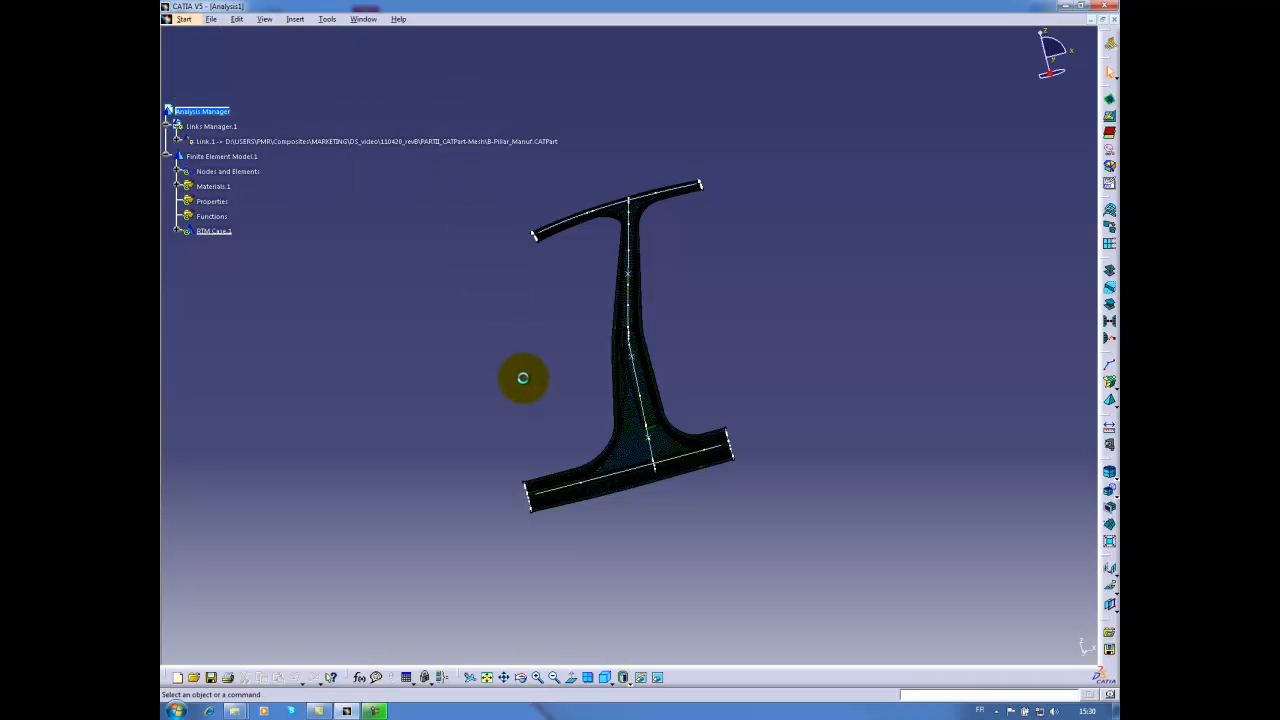 CATIA V5 - [Analysis1]
Start File Edit View Insert Tools Window Help
z
x
y
Analysis Manager
Links Manager.1
Link.1 -> D:\USERS\PMR\Composites\MARKETING\DS_video\110420_revB\PARTII_CATPart-Mesh\B-Pillar_Manuf.CATPart
Finite Element Model.1
Nodes and Elements
Materials.1
Properties
Functions
RTM Case.1
f(x)
CATIA
Select an object or a command
FR 15:30